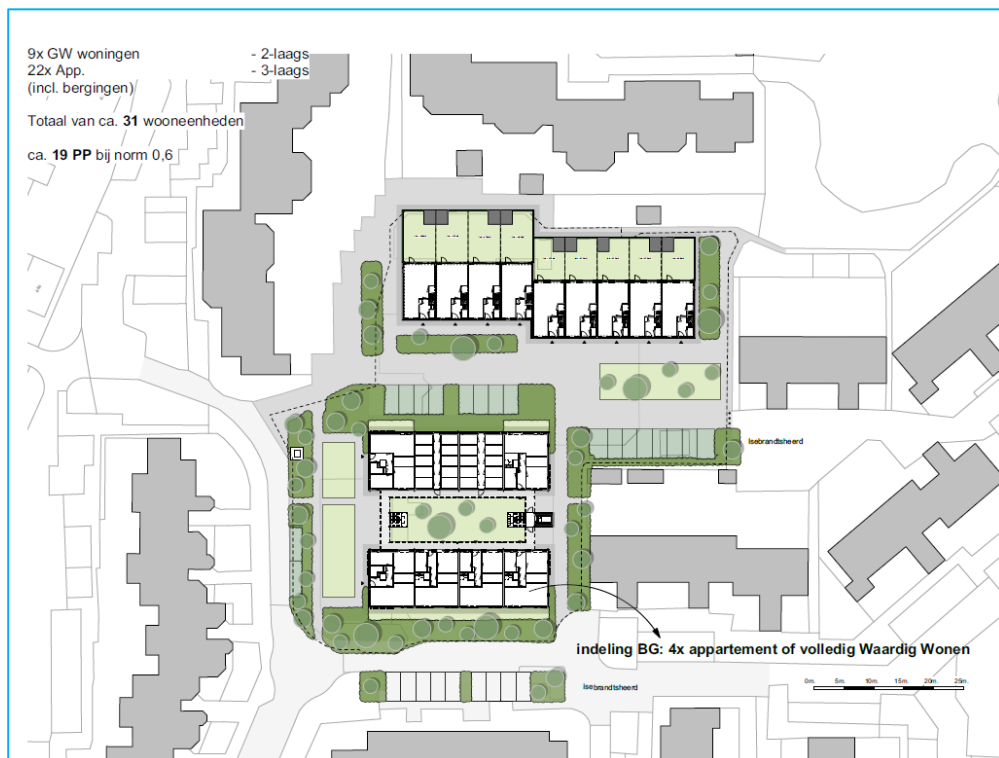 9x GW woningen - 2-laags
22x App. - 3-laags
(incl. bergingen)
Totaal van ca. 31 wooneenheden
ca. 19 PP bij norm 0,6
Isebrandtsheerd
indeling BG: 4x appartement of volledig Waardig Wonen
0m. 5m. 10m. 15m. 20m. 25m.
Isebrandtsheerd